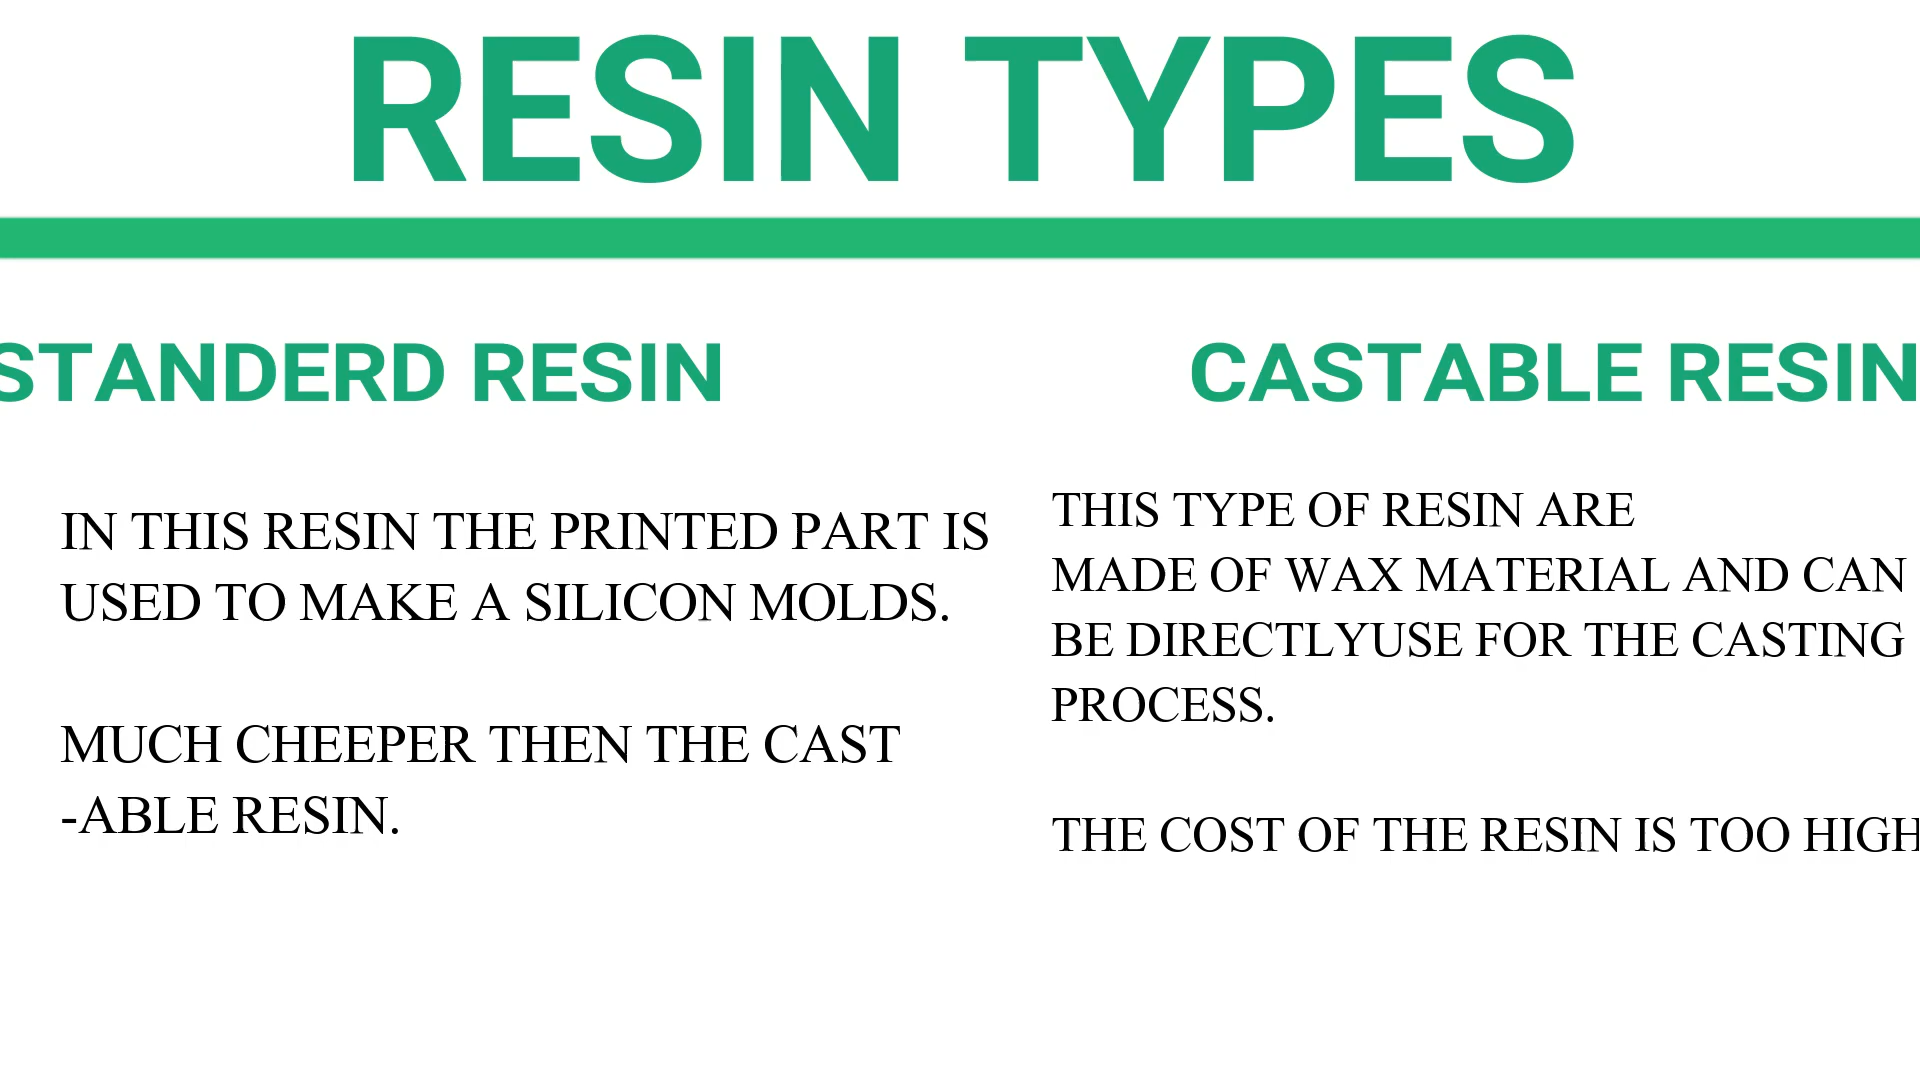 RESIN TYPES
STANDERD RESIN
IN THIS RESIN THE PRINTED PART IS
USED TO MAKE A SILICON MOLDS.
MUCH CHEEPER THEN THE CAST
-ABLE RESIN.
CASTABLE RESIN
THIS TYPE OF RESIN ARE
MADE OF WAX MATERIAL AND CAN
BE DIRECTLYUSE FOR THE CASTING
PROCESS.
THE COST OF THE RESIN IS TOO HIGH